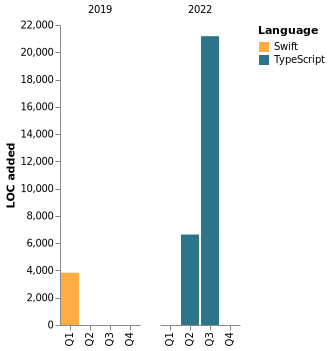 2019 2022
Language
Swift
TypeScript
LOC added
22,000
20,000
18,000
16,000
14,000
12,000
10,000
8,000
6,000
4,000
2,000
0
Q1 Q2 Q3 Q4 Q1 Q2 Q3 Q4